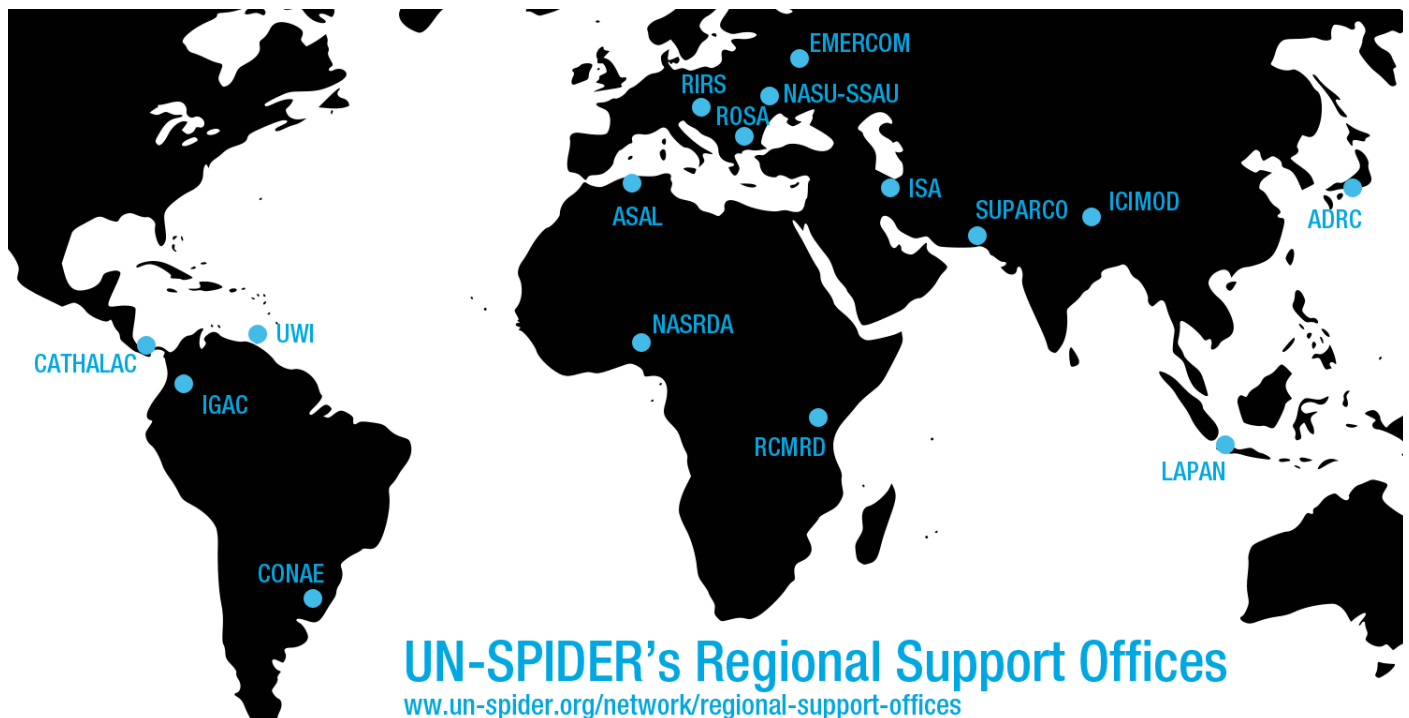 EMERCOM
RIRS
NASU-SSAU
ROSA
ISA
ASAL
SUPARCO
ICIMOD
ADRC
NASRDA
UWI
CATHALAC
IGAC
RCMRD
LAPAN
CONAE
UN-SPIDER's Regional Support Offices
ww.un-spider.org/network/regional-support-offices